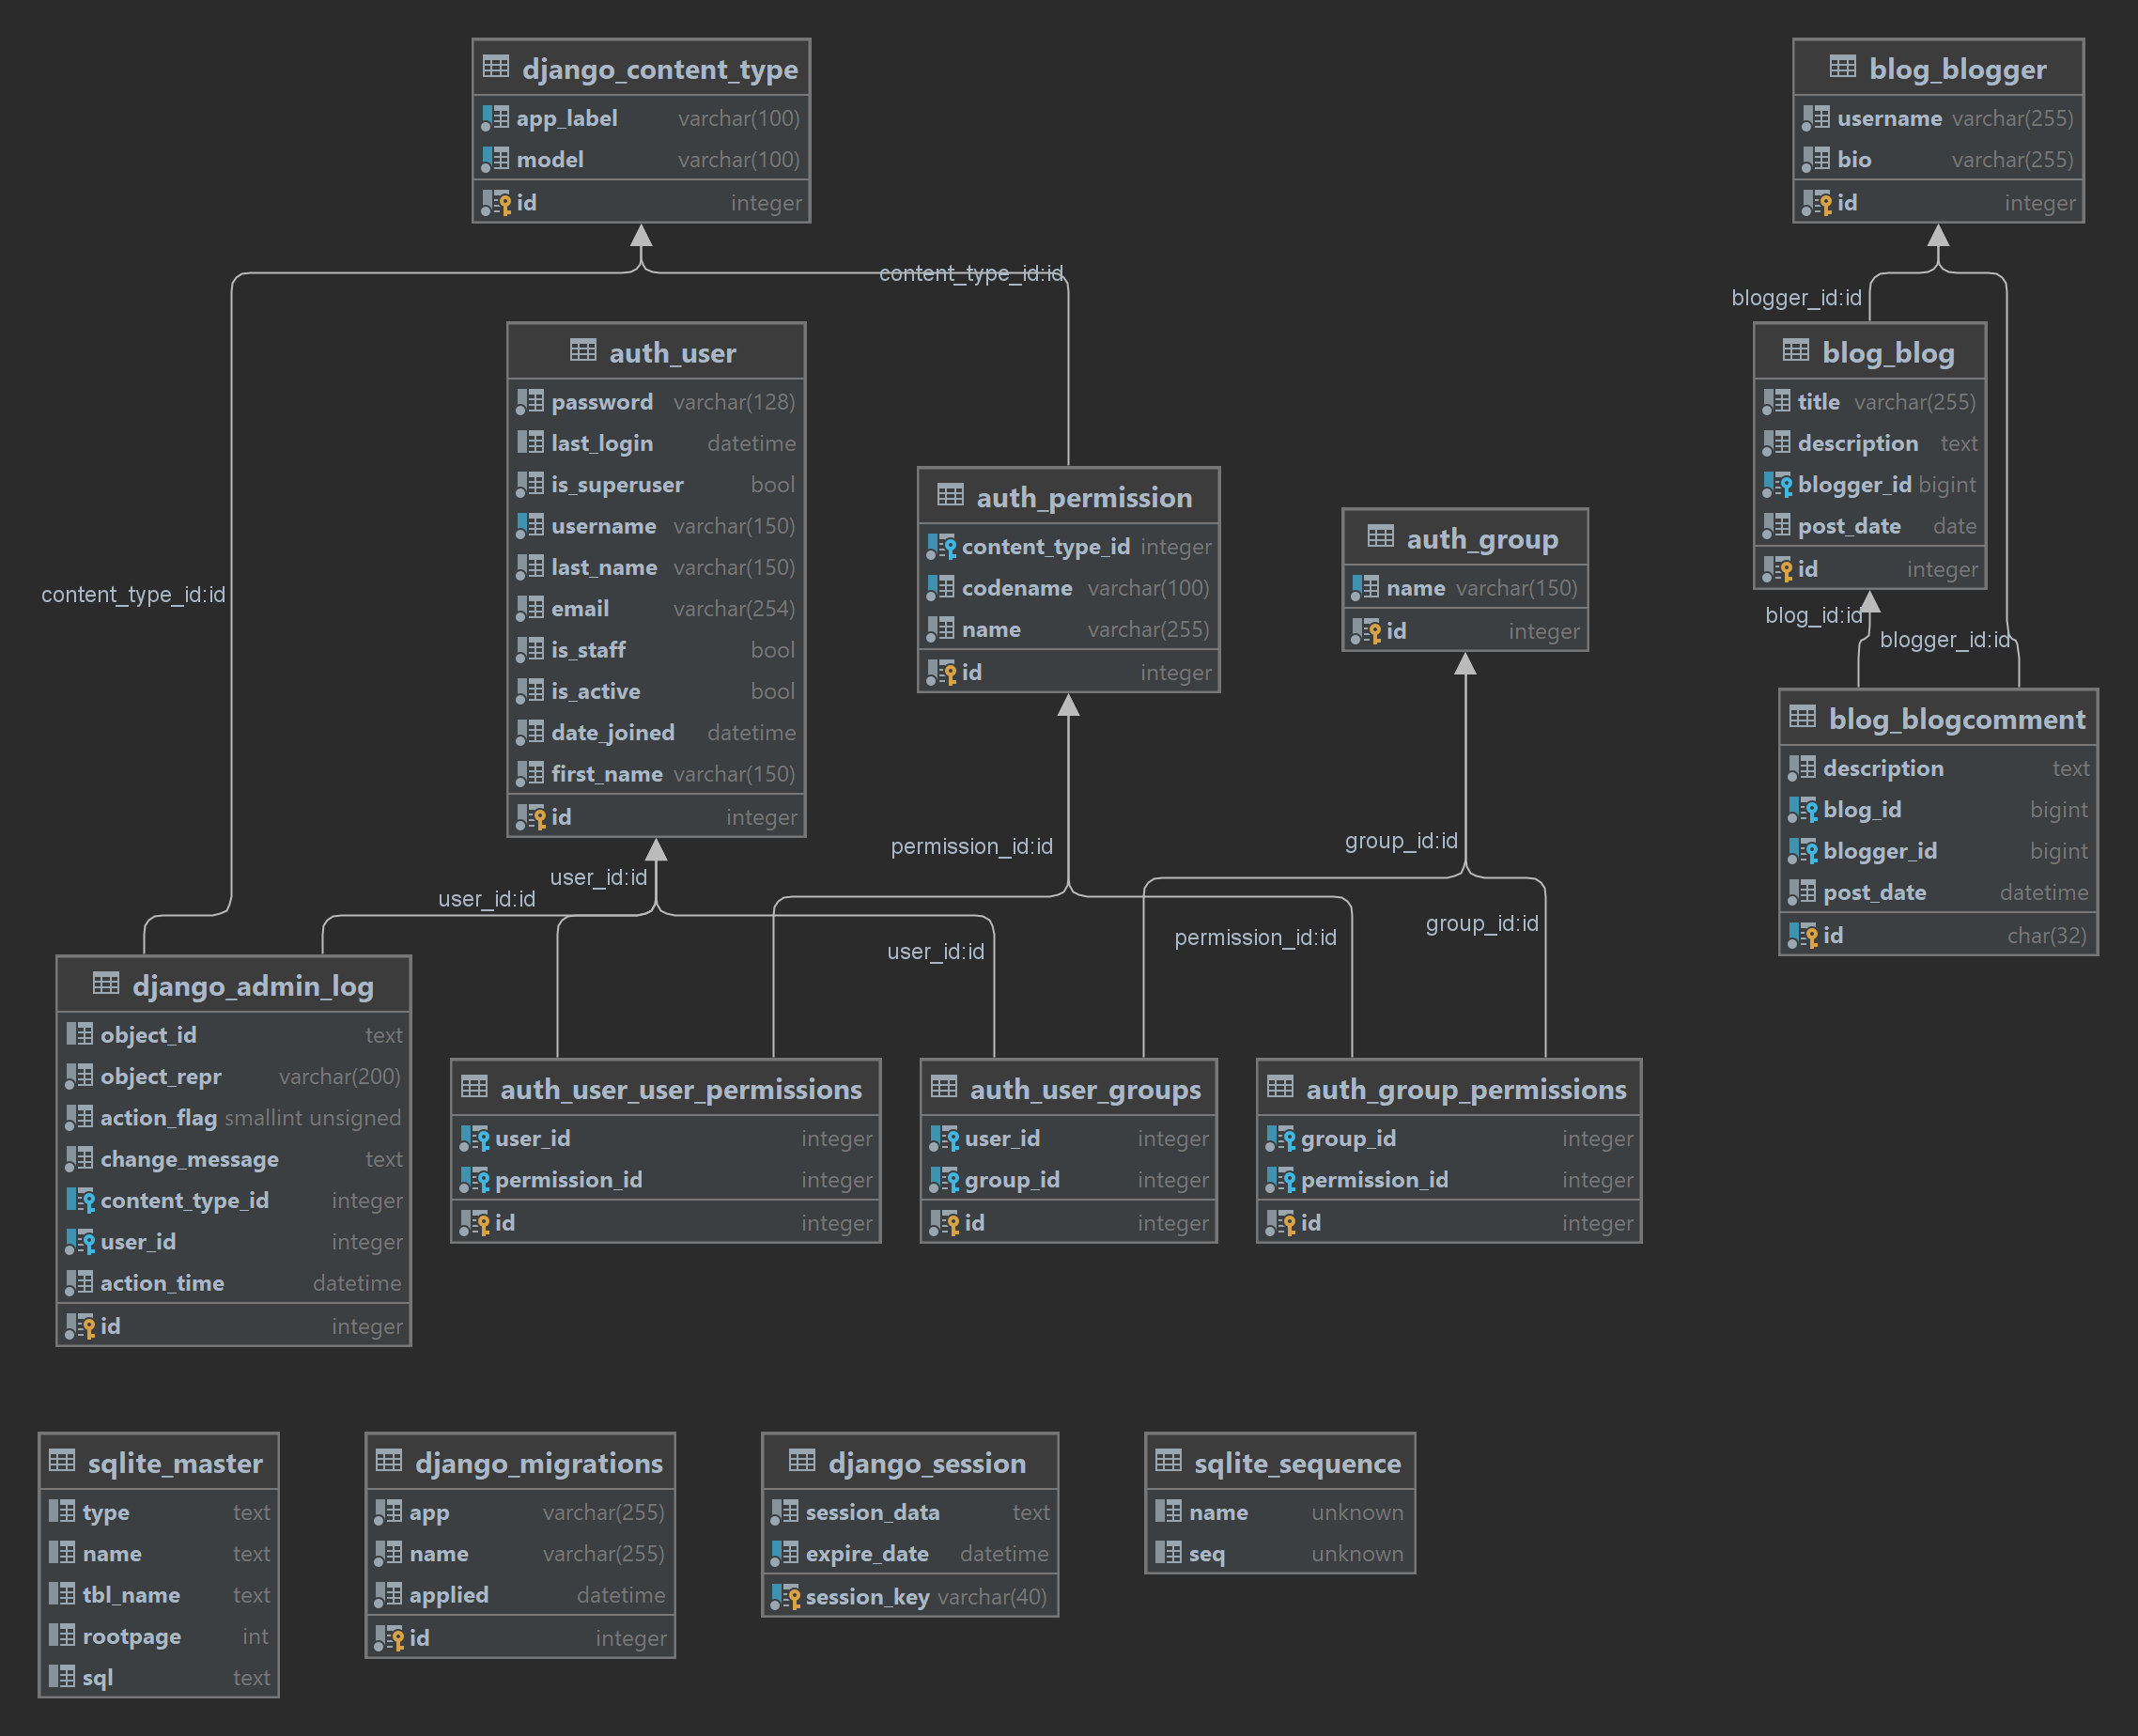 django_content_type
app_label varchar(100)
model varchar(100)
id integer
blog_blogger
username varchar(255)
bio varchar(255)
id integer
content_type_id:id
blogger_id:id
auth_user
password varchar(128)
last_login datetime
is_superuser bool
username varchar(150)
last_name varchar(150)
email varchar(254)
is_staff bool
is_active bool
date_joined datetime
first_name varchar(150)
id integer
blog_blog
title varchar(255)
description text
blogger_id bigint
post_date date
id integer
auth_permission
content_type_id integer
codename varchar(100)
name varchar(255)
id integer
auth_group
name varchar(150)
id integer
content_type_id:id
blog_id:id
blogger_id:id
blog_blogcomment
description text
blog_id bigint
blogger_id bigint
post_date datetime
id char(32)
permission_id:id
group_id:id
user_id:id
user_id:id
group_id:id
permission_id:id
user_id:id
django_admin_log
object_id text
object_repr varchar(200)
action_flag smallint unsigned
change_message text
content_type_id integer
user_id integer
action_time datetime
id integer
auth_user_user_permissions
user_id integer
permission_id integer
id integer
auth_user_groups
user_id integer
group_id integer
id integer
auth_group_permissions
group_id integer
permission_id integer
id integer
sqlite_master
type text
name text
tbl_name text
rootpage int
sql text
django_migrations
app varchar(255)
name varchar(255)
applied datetime
id integer
django_session
session_data text
expire_date datetime
session_key varchar(40)
sqlite_sequence
name unknown
seq unknown